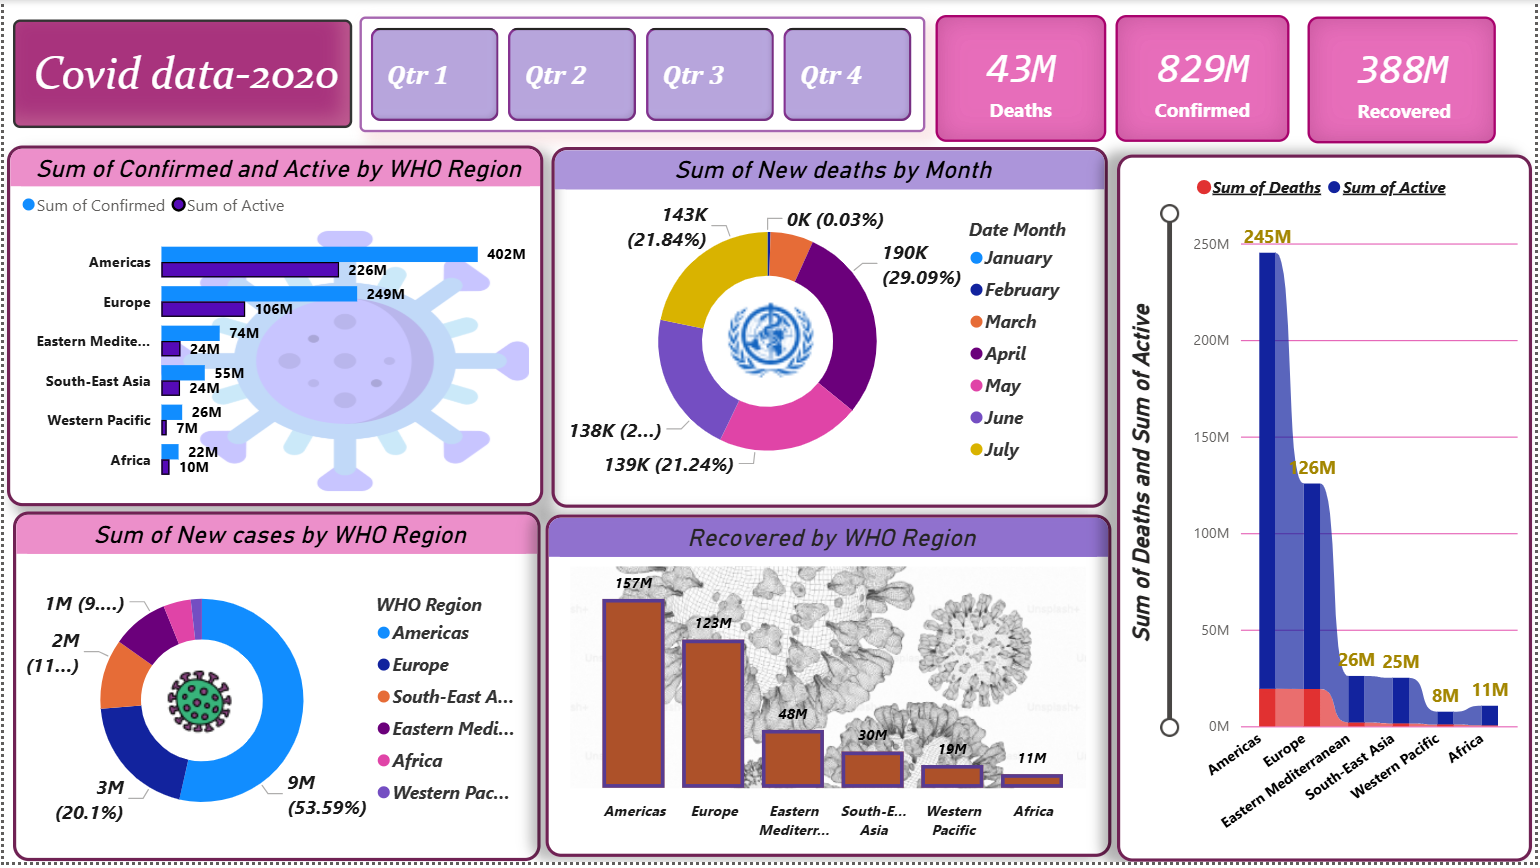 Covid data-2020
Qtr 1
Qtr 2
Qtr 3
Qtr 4
43M
Deaths
829M
Confirmed
388M
Recovered
Sum of Confirmed and Active by WHO Region
Sum of Confirmed
Sum of Active
Americas
402M
226M
Europe
249M
106M
Eastern Medite...
74M
24M
South-East Asia
55M
24M
Western Pacific
26M
7M
Africa
22M
10M
Sum of New deaths by Month
143K
(21.84%)
0K (0.03%)
190K
(29.09%)
138K (2...)
139K (21.24%)
Date Month
January
February
March
April
May
June
July
Sum of Deaths
Sum of Active
Sum of Deaths and Sum of Active
250M
200M
150M
100M
50M
0M
245M
126M
26M
25M
8M
11M
Americas
Europe
Eastern Mediterranean
South-East Asia
Western Pacific
Africa
Sum of New cases by WHO Region
1M (9....)
2M
(11...)
3M
(20.1%)
9M
(53.59%)
WHO Region
Americas
Europe
South-East A...
Eastern Medi...
Africa
Western Pac...
Recovered by WHO Region
157M
123M
48M
30M
19M
11M
Americas
Europe
Eastern
Mediterr...
South-E...
Asia
Western
Pacific
Africa